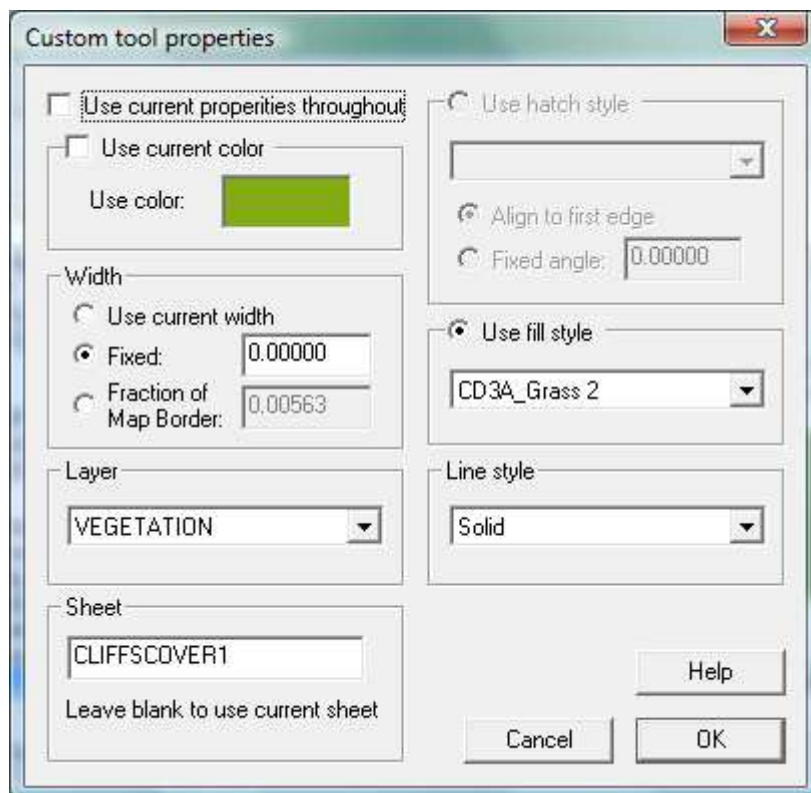 Custom tool properties
Use current properities throughout
Use current color
Use color:
Width
Use current width
Fixed: 0.00000
Fraction of
Map Border: 0.00563
Layer
VEGETATION
Sheet
CLIFFSCOVER1
Leave blank to use current sheet
Use hatch style
Align to first edge
Fixed angle: 0.00000
Use fill style
CD3A_Grass 2
Line style
Solid
Help
Cancel
OK